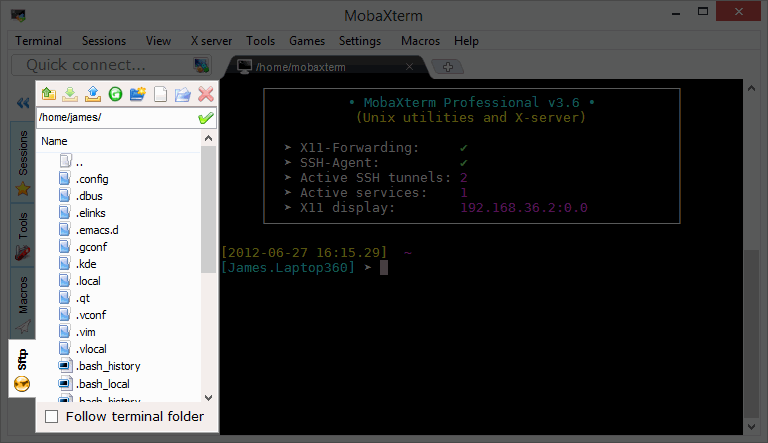 MobaXterm
Terminal Sessions View X server Tools Games Settings Macros Help
Quick connect...
/home/mobaxterm
/home/james/
Name
..
.config
.dbus
.elinks
.emacs.d
.gconf
.kde
.local
.qt
.vconf
.vim
.vlocal
.bash_history
.bash_local
.bash_history
Follow terminal folder
Sessions
Tools
Macros
Sftp
• MobaXterm Professional v3.6 •
(Unix utilities and X-server)
➤ X11-Forwarding: ✔
➤ SSH-Agent: ✔
➤ Active SSH tunnels: 2
➤ Active services: 1
➤ X11 display: 192.168.36.2:0.0
[2012-06-27 16:15.29] ~
[James.Laptop360] ➤